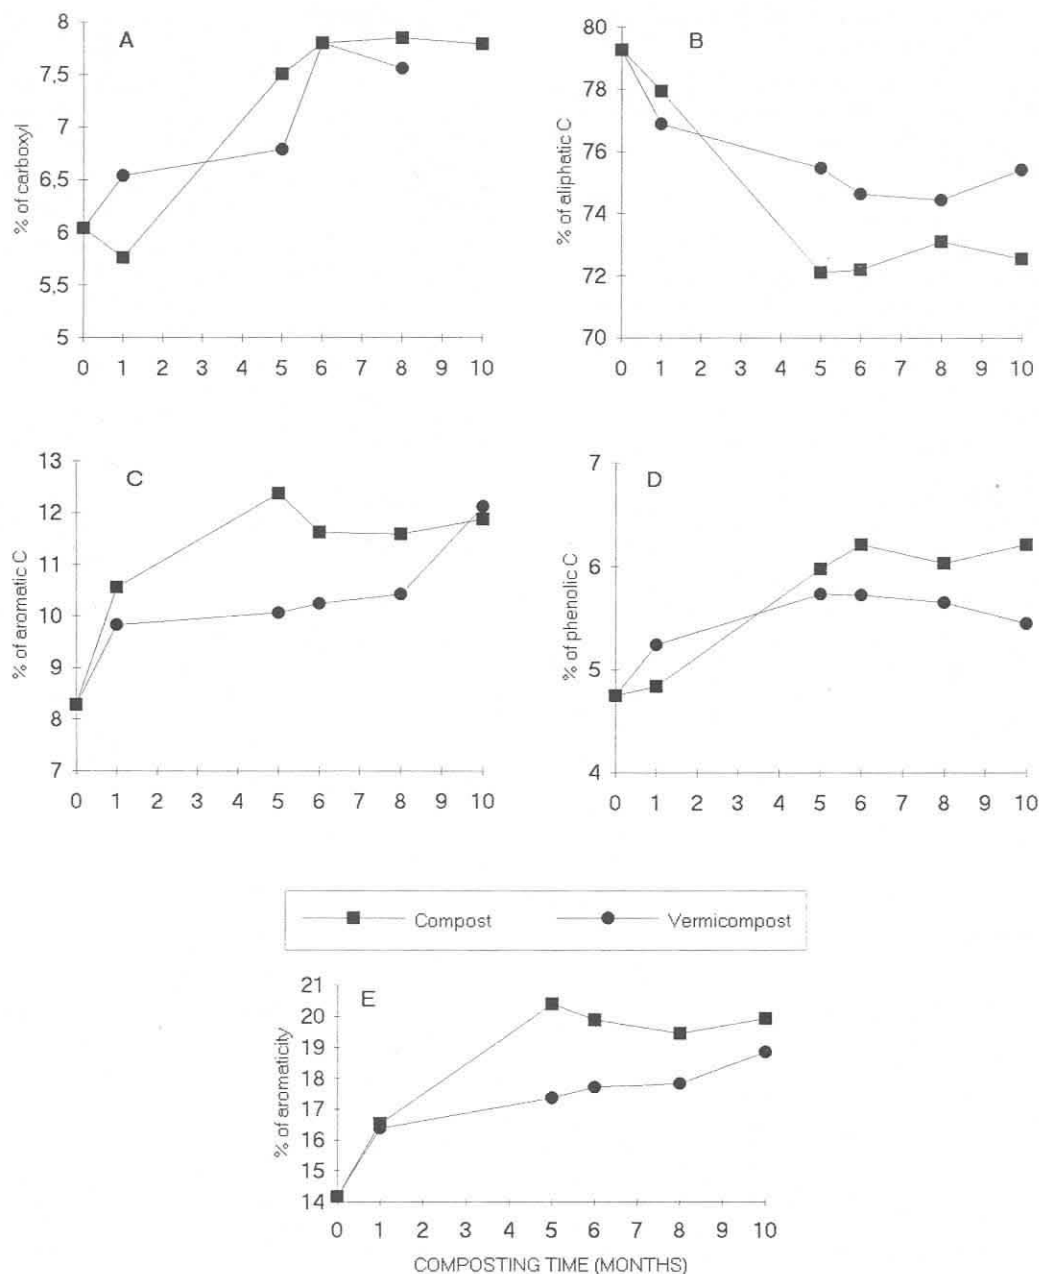 A
% of carboxyl
8
7.5
7
6.5
6
5.5
5
0 1 2 3 4 5 6 7 8 9 10
B
% of aliphatic C
80
78
76
74
72
70
0 1 2 3 4 5 6 7 8 9 10
C
% of aromatic C
13
12
11
10
9
8
7
0 1 2 3 4 5 6 7 8 9 10
D
% of phenolic C
7
6
5
4
0 1 2 3 4 5 6 7 8 9 10
Compost Vermicompost
E
% of aromaticity
21
20
19
18
17
16
15
14
0 1 2 3 4 5 6 7 8 9 10
COMPOSTING TIME (MONTHS)